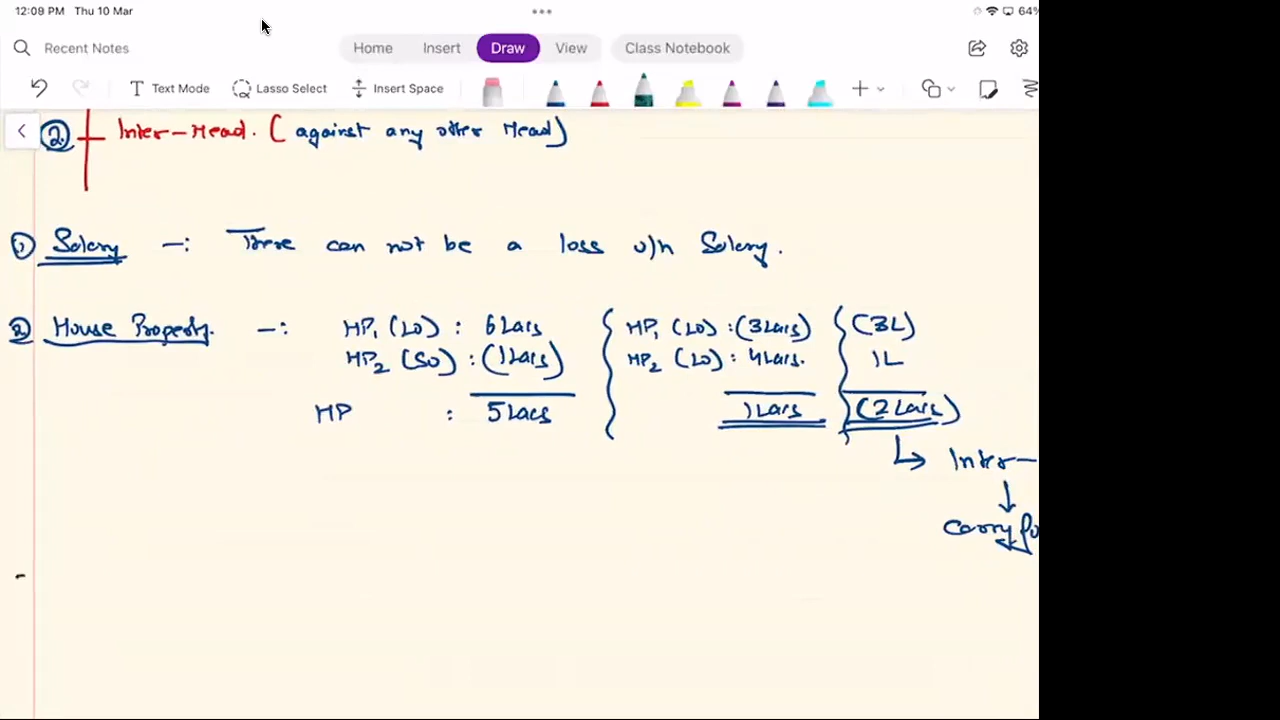 12:09 PM Thu 10 Mar
64%
Recent Notes
Home Insert Draw View Class Notebook
Text Mode Lasso Select Insert Space
② Inter-Head. (against any other Head)
① Salary -: There can not be a loss u/h Salary.
② House Property. -: HP₁ (LO) : 6 Lacs HP₁ (LO) : (3 Lacs) (3L)
HP₂ (SO) : (1 Lacs) HP₂ (LO) : 4 Lacs. 1L
HP : 5 Lacs 1 Lacs (2 Lacs)
↳ Inter-
↓
Carry fo